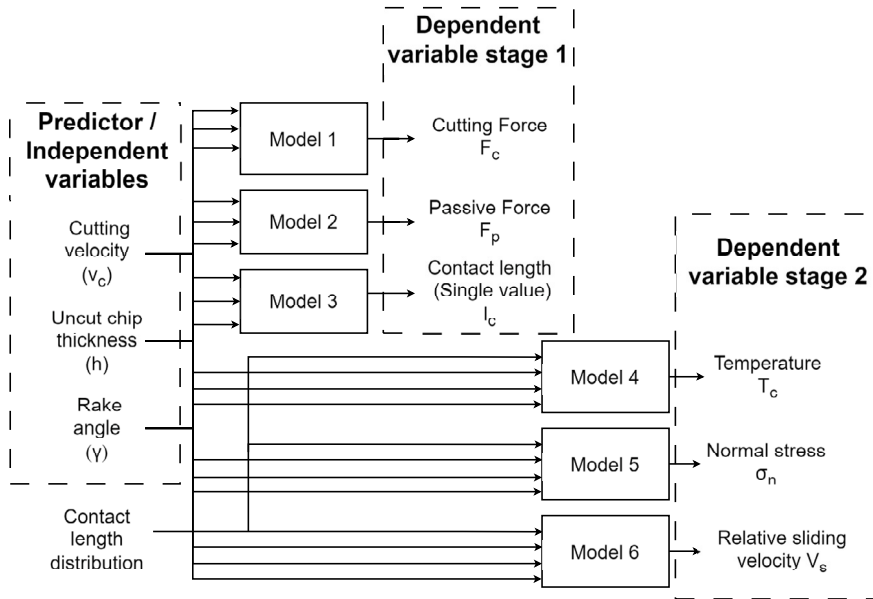 Dependent
variable stage 1
Predictor /
Independent
variables
Cutting
velocity
(v_c)
Uncut chip
thickness
(h)
Rake
angle
(γ)
Contact
length
distribution
Model 1
Model 2
Model 3
Cutting Force
F_c
Passive Force
F_p
Contact length
(Single value)
l_c
Dependent
variable stage 2
Model 4
Model 5
Model 6
Temperature
T_c
Normal stress
σ_n
Relative sliding
velocity V_s